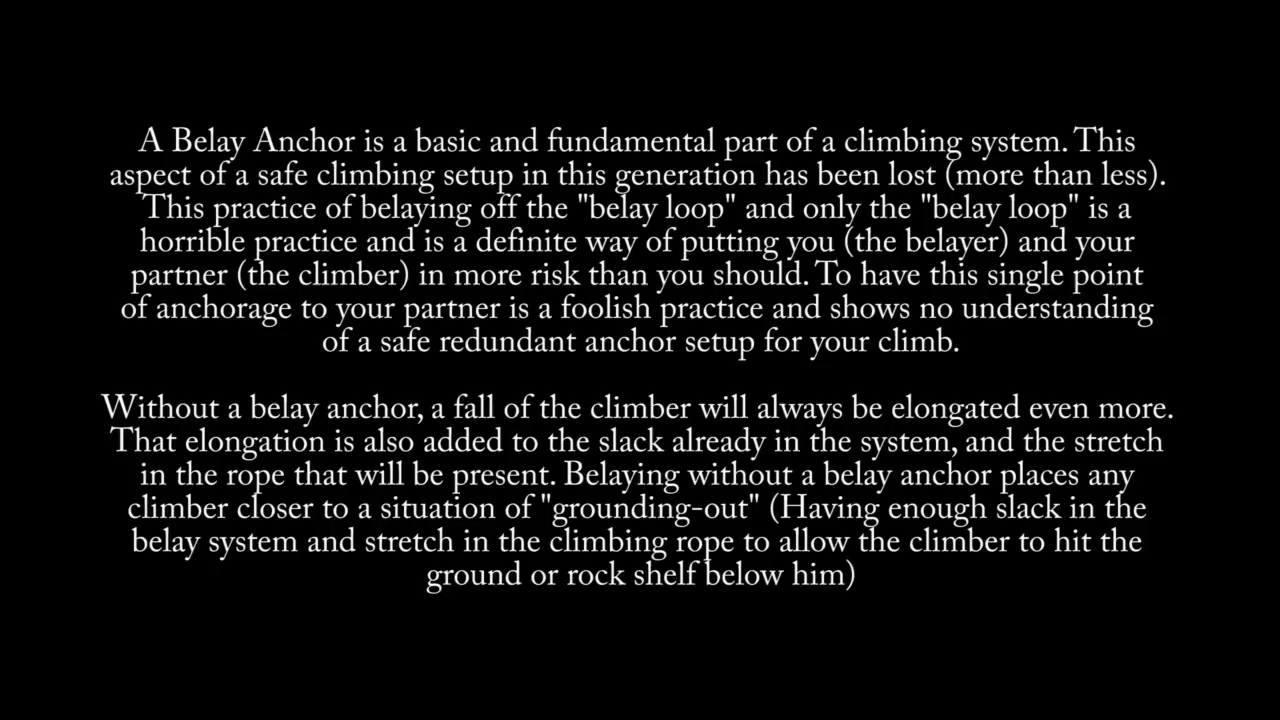 A Belay Anchor is a basic and fundamental part of a climbing system. This
aspect of a safe climbing setup in this generation has been lost (more than less).
This practice of belaying off the "belay loop" and only the "belay loop" is a
horrible practice and is a definite way of putting you (the belayer) and your
partner (the climber) in more risk than you should. To have this single point
of anchorage to your partner is a foolish practice and shows no understanding
of a safe redundant anchor setup for your climb.
Without a belay anchor, a fall of the climber will always be elongated even more.
That elongation is also added to the slack already in the system, and the stretch
in the rope that will be present. Belaying without a belay anchor places any
climber closer to a situation of "grounding-out" (Having enough slack in the
belay system and stretch in the climbing rope to allow the climber to hit the
ground or rock shelf below him)